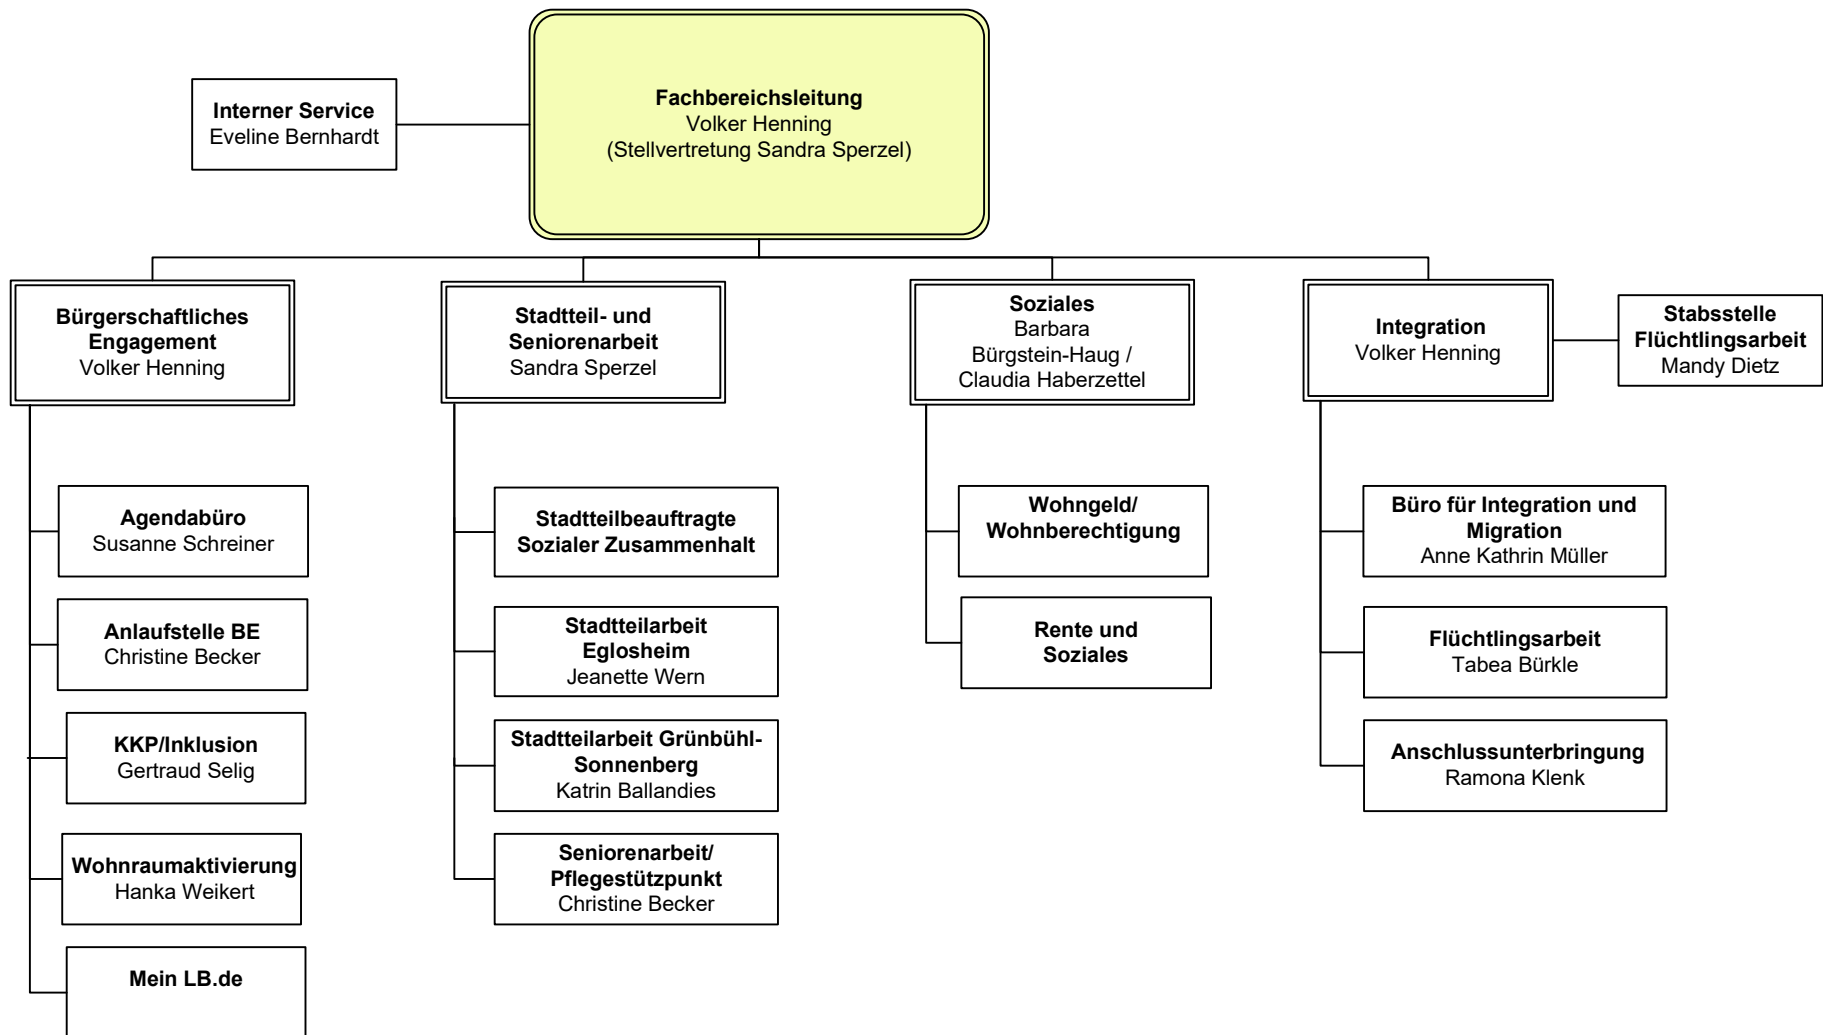 Fachbereichsleitung
Volker Henning
(Stellvertretung Sandra Sperzel)
Interner Service
Eveline Bernhardt
Bürgerschaftliches
Engagement
Volker Henning
Stadtteil- und
Seniorenarbeit
Sandra Sperzel
Soziales
Barbara
Bürgstein-Haug /
Claudia Haberzettel
Integration
Volker Henning
Stabsstelle
Flüchtlingsarbeit
Mandy Dietz
Agendabüro
Susanne Schreiner
Anlaufstelle BE
Christine Becker
KKP/Inklusion
Gertraud Selig
Wohnraumaktivierung
Hanka Weikert
Mein LB.de
Stadtteilbeauftragte
Sozialer Zusammenhalt
Stadtteilarbeit
Eglosheim
Jeanette Wern
Stadtteilarbeit Grünbühl-
Sonnenberg
Katrin Ballandies
Seniorenarbeit/
Pflegestützpunkt
Christine Becker
Wohngeld/
Wohnberechtigung
Rente und
Soziales
Büro für Integration und
Migration
Anne Kathrin Müller
Flüchtlingsarbeit
Tabea Bürkle
Anschlussunterbringung
Ramona Klenk